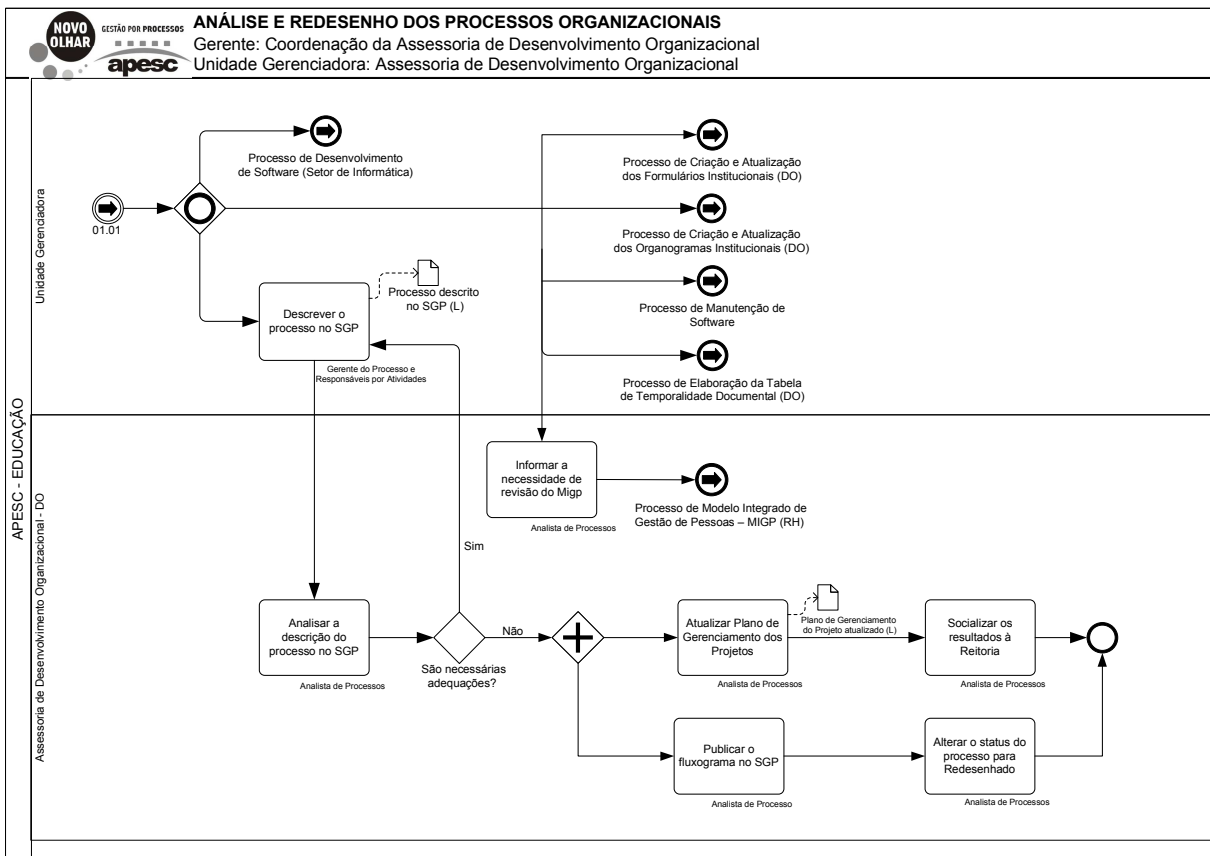 NOVO
OLHAR
GESTÃO POR PROCESSOS
apesc
ANÁLISE E REDESENHO DOS PROCESSOS ORGANIZACIONAIS
Gerente: Coordenação da Assessoria de Desenvolvimento Organizacional
Unidade Gerenciadora: Assessoria de Desenvolvimento Organizacional
APESC - EDUCAÇÃO
Unidade Gerenciadora
01.01
Processo de Desenvolvimento
de Software (Setor de Informática)
Processo de Criação e Atualização
dos Formulários Institucionais (DO)
Processo de Criação e Atualização
dos Organogramas Institucionais (DO)
Descrever o
processo no SGP
Processo descrito
no SGP (L)
Gerente do Processo e
Responsáveis por Atividades
Processo de Manutenção de
Software
Processo de Elaboração da Tabela
de Temporalidade Documental (DO)
Assessoria de Desenvolvimento Organizacional - DO
Informar a
necessidade de
revisão do Migp
Analista de Processos
Processo de Modelo Integrado de
Gestão de Pessoas – MIGP (RH)
Sim
Analisar a
descrição do
processo no SGP
Analista de Processos
São necessárias
adequações?
Não
Atualizar Plano de
Gerenciamento dos
Projetos
Analista de Processos
Plano de Gerenciamento
do Projeto atualizado (L)
Socializar os
resultados à
Reitoria
Analista de Processos
Publicar o
fluxograma no SGP
Analista de Processo
Alterar o status do
processo para
Redesenhado
Analista de Processos